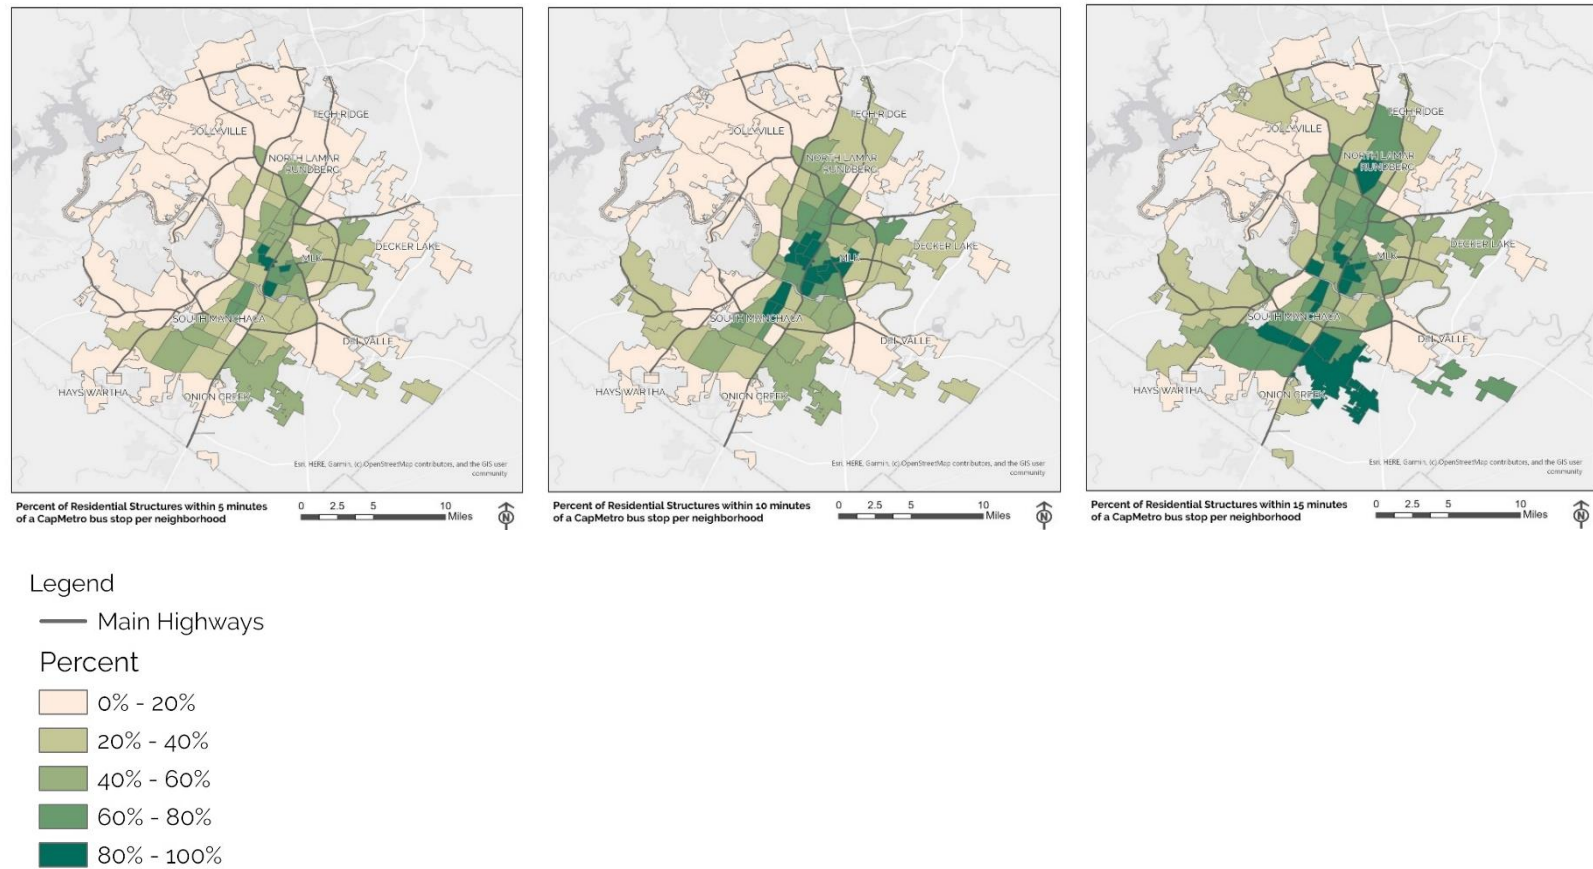 TECH RIDGE
JOLLYVILLE
NORTH LAMAR
RUNDBERG
DECKER LAKE
MLK
SOUTH MANCHACA
DEL VALLE
HAYS WARTHA
ONION CREEK
Esri, HERE, Garmin, (c) OpenStreetMap contributors, and the GIS user
community
Percent of Residential Structures within 5 minutes
of a CapMetro bus stop per neighborhood
0 2.5 5 10
Miles
N
TECH RIDGE
JOLLYVILLE
NORTH LAMAR
RUNDBERG
DECKER LAKE
MLK
SOUTH MANCHACA
DEL VALLE
HAYS WARTHA
ONION CREEK
Esri, HERE, Garmin, (c) OpenStreetMap contributors, and the GIS user
community
Percent of Residential Structures within 10 minutes
of a CapMetro bus stop per neighborhood
0 2.5 5 10
Miles
N
TECH RIDGE
JOLLYVILLE
NORTH LAMAR
RUNDBERG
DECKER LAKE
MLK
SOUTH MANCHACA
DEL VALLE
HAYS WARTHA
ONION CREEK
Esri, HERE, Garmin, (c) OpenStreetMap contributors, and the GIS user
community
Percent of Residential Structures within 15 minutes
of a CapMetro bus stop per neighborhood
0 2.5 5 10
Miles
N
Legend
Main Highways
Percent
0% - 20%
20% - 40%
40% - 60%
60% - 80%
80% - 100%